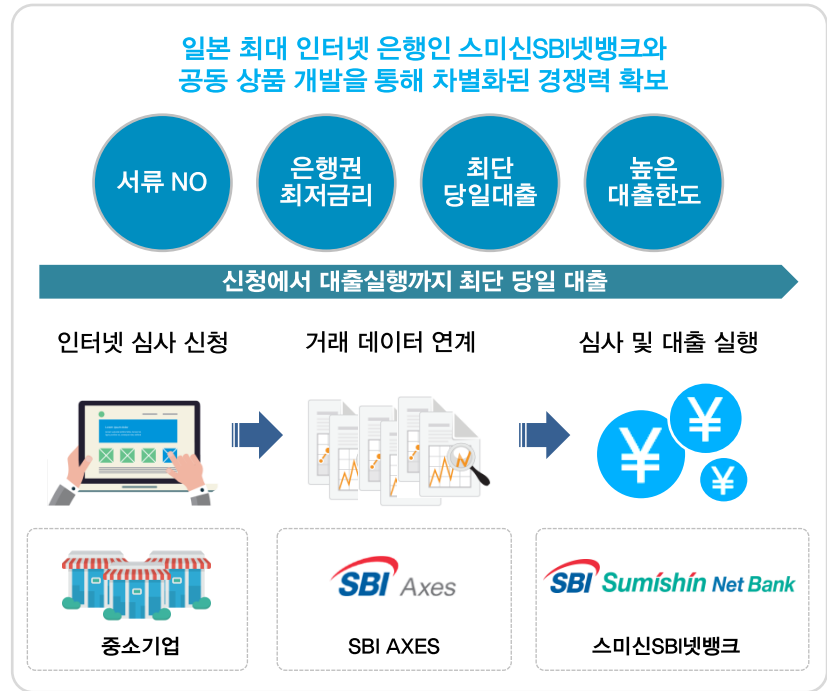 일본 최대 인터넷 은행인 스미신SBI넷뱅크와
공동 상품 개발을 통해 차별화된 경쟁력 확보
서류 NO
은행권
최저금리
최단
당일대출
높은
대출한도
신청에서 대출실행까지 최단 당일 대출
인터넷 심사 신청
거래 데이터 연계
심사 및 대출 실행
¥
¥
¥
중소기업
SBI Axes
SBI AXES
SBI Sumishin Net Bank
스미신SBI넷뱅크